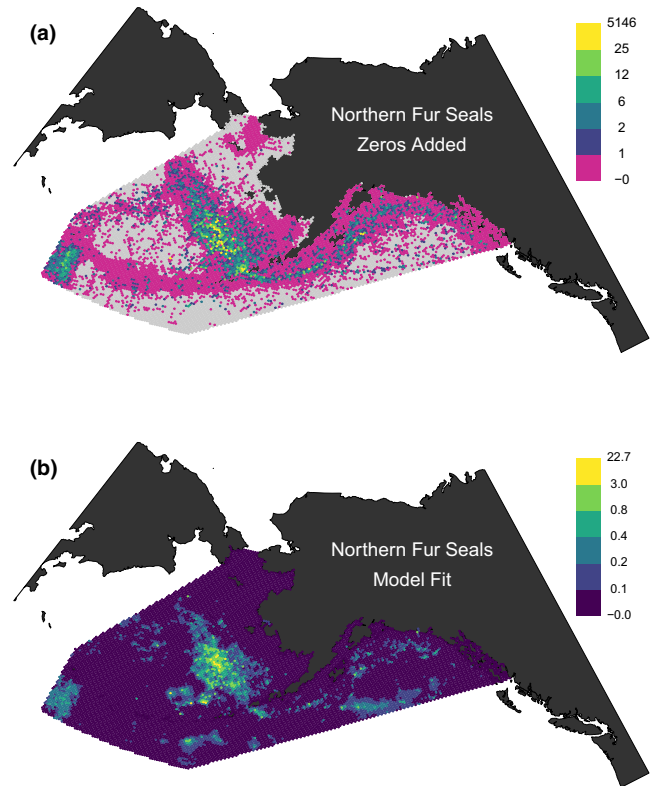 (a)
Northern Fur Seals
Zeros Added
5146
25
12
6
2
1
−0
(b)
Northern Fur Seals
Model Fit
22.7
3.0
0.8
0.4
0.2
0.1
−0.0